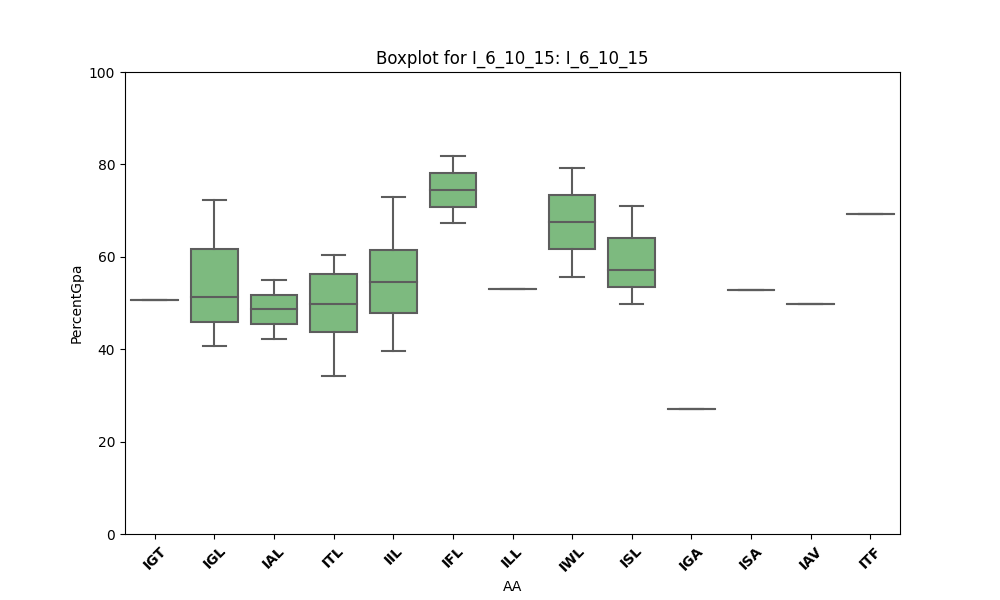 Boxplot for I_6_10_15: I_6_10_15
PercentGpa
100
80
60
40
20
0
IGT IGL IAL ITL IIL IFL ILL IWL ISL IGA ISA IAV ITF
AA